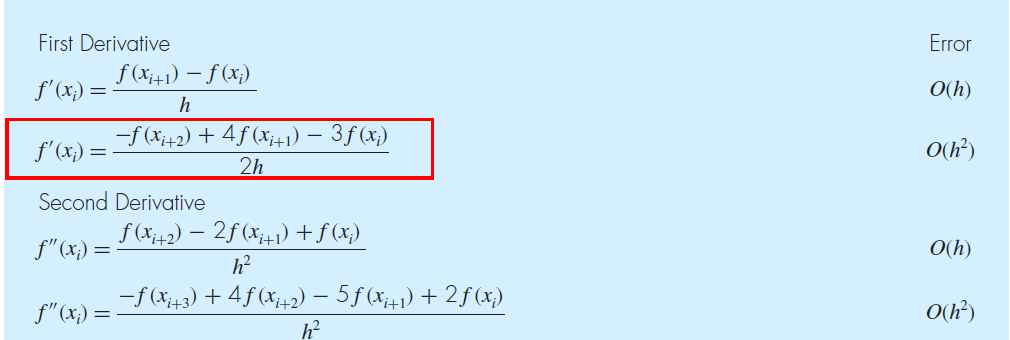 First Derivative Error
f′(xᵢ) = (f(xᵢ₊₁) − f(xᵢ)) / h O(h)
f′(xᵢ) = (−f(xᵢ₊₂) + 4f(xᵢ₊₁) − 3f(xᵢ)) / 2h O(h²)
Second Derivative
f″(xᵢ) = (f(xᵢ₊₂) − 2f(xᵢ₊₁) + f(xᵢ)) / h² O(h)
f″(xᵢ) = (−f(xᵢ₊₃) + 4f(xᵢ₊₂) − 5f(xᵢ₊₁) + 2f(xᵢ)) / h² O(h²)